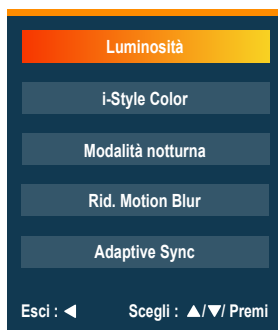 Luminosità
i-Style Color
Modalità notturna
Rid. Motion Blur
Adaptive Sync
Esci : ◀ Scegli : ▲/▼/ Premi